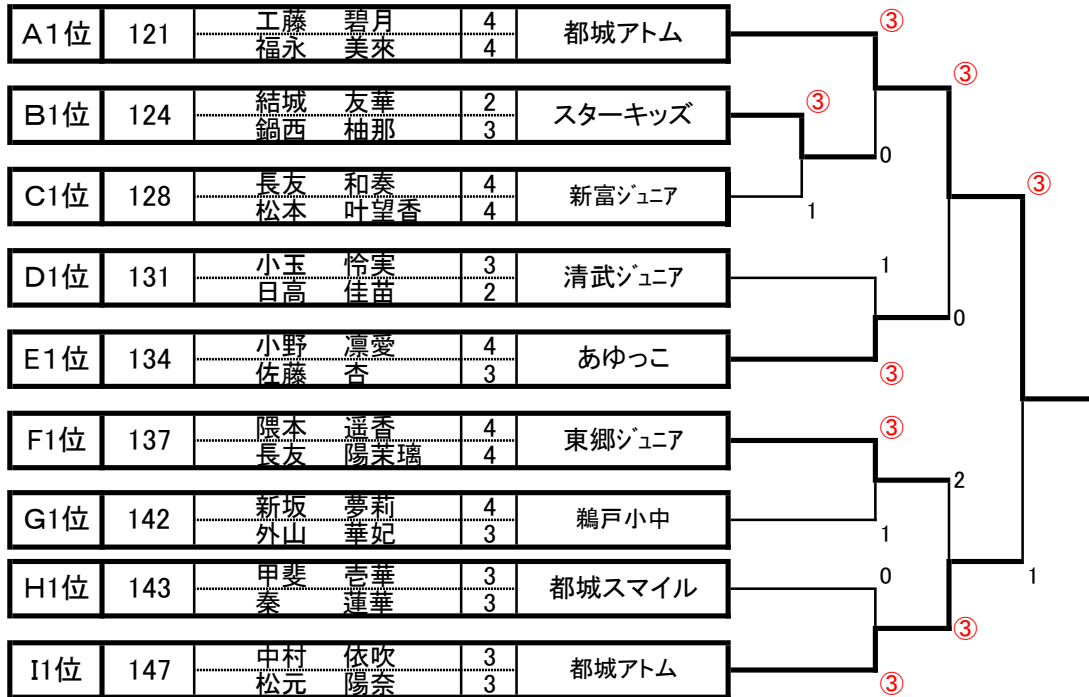 A1位 121 工藤 碧月 4 都城アトム
福永 美來 4
③
③
B1位 124 結城 友華 2 スターキッズ
鍋西 柚那 3
③
0
C1位 128 長友 和奏 4 新富ジュニア
松本 叶望香 4
1
③
D1位 131 小玉 怜実 3 清武ジュニア
日高 佳苗 2
1
0
E1位 134 小野 凛愛 4 あゆっこ
佐藤 杏 3
③
F1位 137 隈本 遥香 4 東郷ジュニア
長友 陽茉璃 4
③
2
G1位 142 新坂 夢莉 4 鵜戸小中
外山 華妃 3
1
H1位 143 甲斐 壱華 3 都城スマイル
秦 蓮華 3
0
1
I1位 147 中村 依吹 3 都城アトム
松元 陽奈 3
③
③